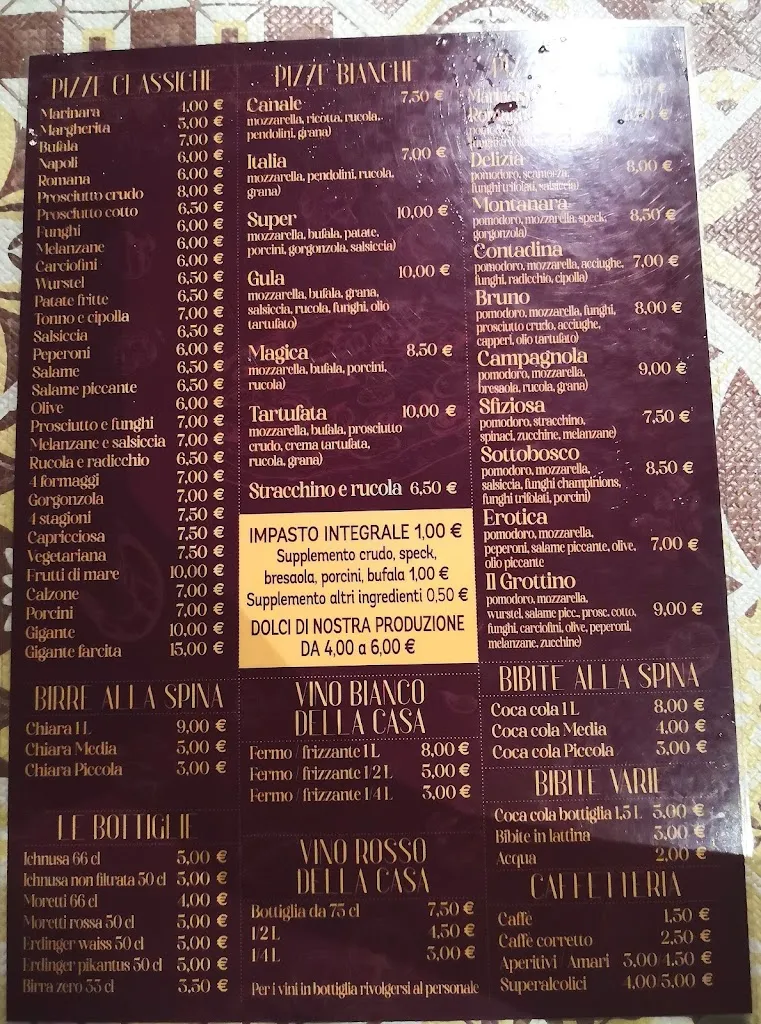 PIZZE CLASSICHE
Marinara 4,00 €
Margherita 5,00 €
Bufala 7,00 €
Napoli 6,00 €
Romana 6,00 €
Prosciutto crudo 8,00 €
Prosciutto cotto 6,50 €
Funghi 6,00 €
Melanzane 6,00 €
Carciofini 6,00 €
Wurstel 6,50 €
Patate fritte 6,50 €
Tonno e cipolla 7,00 €
Salsiccia 6,50 €
Peperoni 6,00 €
Salame 6,50 €
Salame piccante 6,50 €
Olive 6,00 €
Prosciutto e funghi 7,00 €
Melanzane e salsiccia 7,00 €
Rucola e radicchio 6,50 €
4 formaggi 7,00 €
Gorgonzola 7,00 €
4 stagioni 7,50 €
Capricciosa 7,50 €
Vegetariana 7,50 €
Frutti di mare 10,00 €
Calzone 7,00 €
Porcini 7,00 €
Gigante 10,00 €
Gigante farcita 15,00 €
BIRRE ALLA SPINA
Chiara 1 L 9,00 €
Chiara Media 5,00 €
Chiara Piccola 3,00 €
LE BOTTIGLIE
Ichnusa 66 cl 5,00 €
Ichnusa non filtrata 50 cl 5,00 €
Moretti 66 cl 4,00 €
Moretti rossa 50 cl 5,00 €
Erdinger waiss 50 cl 5,00 €
Erdinger pikantus 50 cl 5,00 €
Birra zero 33 cl 3,50 €
PIZZE BIANCHE
Canale 7,50 €
mozzarella, ricotta, rucola,
pendolini, grana)
Italia 7,00 €
mozzarella, pendolini, rucola,
grana)
Super 10,00 €
mozzarella, bufala, patate,
porcini, gorgonzola, salsiccia)
Gula 10,00 €
mozzarella, bufala, grana,
salsiccia, rucola, funghi, olio
tartufato)
Magica 8,50 €
mozzarella, bufala, porcini,
rucola)
Tartufata 10,00 €
mozzarella, bufala, prosciutto
crudo, crema tartufata,
rucola, grana)
Stracchino e rucola 6,50 €
IMPASTO INTEGRALE 1,00 €
Supplemento crudo, speck,
bresaola, porcini, bufala 1,00 €
Supplemento altri ingredienti 0,50 €
DOLCI DI NOSTRA PRODUZIONE
DA 4,00 a 6,00 €
VINO BIANCO
DELLA CASA
Fermo / frizzante 1 L 8,00 €
Fermo / frizzante 1/2 L 5,00 €
Fermo / frizzante 1/4 L 3,00 €
VINO ROSSO
DELLA CASA
Bottiglia da 75 cl 7,50 €
1/2 L 4,50 €
1/4 L 3,00 €
Per i vini in bottiglia rivolgersi al personale
Delizia 8,00 €
pomodoro, scamorza,
funghi trifolati, salsiccia)
Montanara 8,50 €
pomodoro, mozzarella, speck,
gorgonzola)
Contadina 7,00 €
pomodoro, mozzarella, acciughe,
funghi, radicchio, cipolla)
Bruno 8,00 €
pomodoro, mozzarella, funghi,
prosciutto crudo, acciughe,
capperi, olio tartufato)
Campagnola 9,00 €
pomodoro, mozzarella,
bresaola, rucola, grana)
Sfiziosa 7,50 €
pomodoro, stracchino,
spinaci, zucchine, melanzane)
Sottobosco 8,50 €
pomodoro, mozzarella,
salsiccia, funghi champinions,
funghi trifolati, porcini)
Erotica 7,00 €
pomodoro, mozzarella,
peperoni, salame piccante, olive,
olio piccante
Il Grottino 9,00 €
pomodoro, mozzarella,
wurstel, salame picc., prosc. cotto,
funghi, carciofini, olive, peperoni,
melanzane, zucchine)
BIBITE ALLA SPINA
Coca cola 1 L 8,00 €
Coca cola Media 4,00 €
Coca cola Piccola 3,00 €
BIBITE VARIE
Coca cola bottiglia 1,5 L 5,00 €
Bibite in lattina 3,00 €
Acqua 2,00 €
CAFFETTERIA
Caffè 1,50 €
Caffè corretto 2,50 €
Aperitivi / Amari 3,00/4,50 €
Superalcolici 4,00/5,00 €